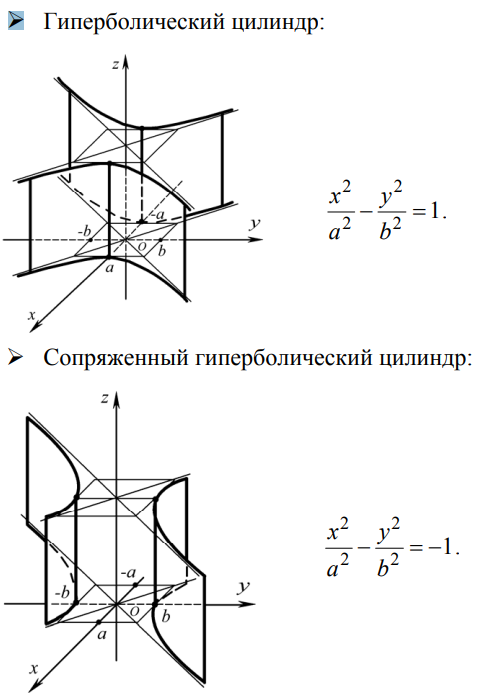 ➢ Гиперболический цилиндр:
z
-a
y
-b
O
b
a
x
x²/a² − y²/b² = 1.
➢ Сопряженный гиперболический цилиндр:
z
-a
y
-b
O
b
a
x
x²/a² − y²/b² = −1.